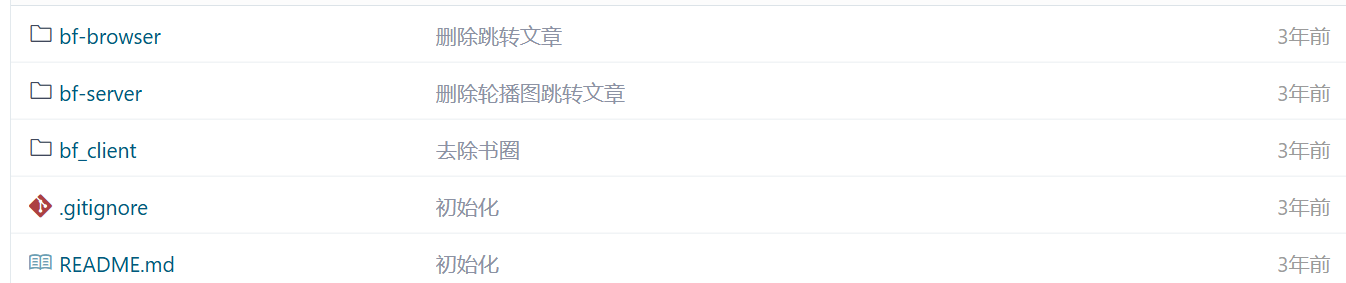 bf-browser 删除跳转文章 3年前
bf-server 删除轮播图跳转文章 3年前
bf_client 去除书圈 3年前
.gitignore 初始化 3年前
README.md 初始化 3年前